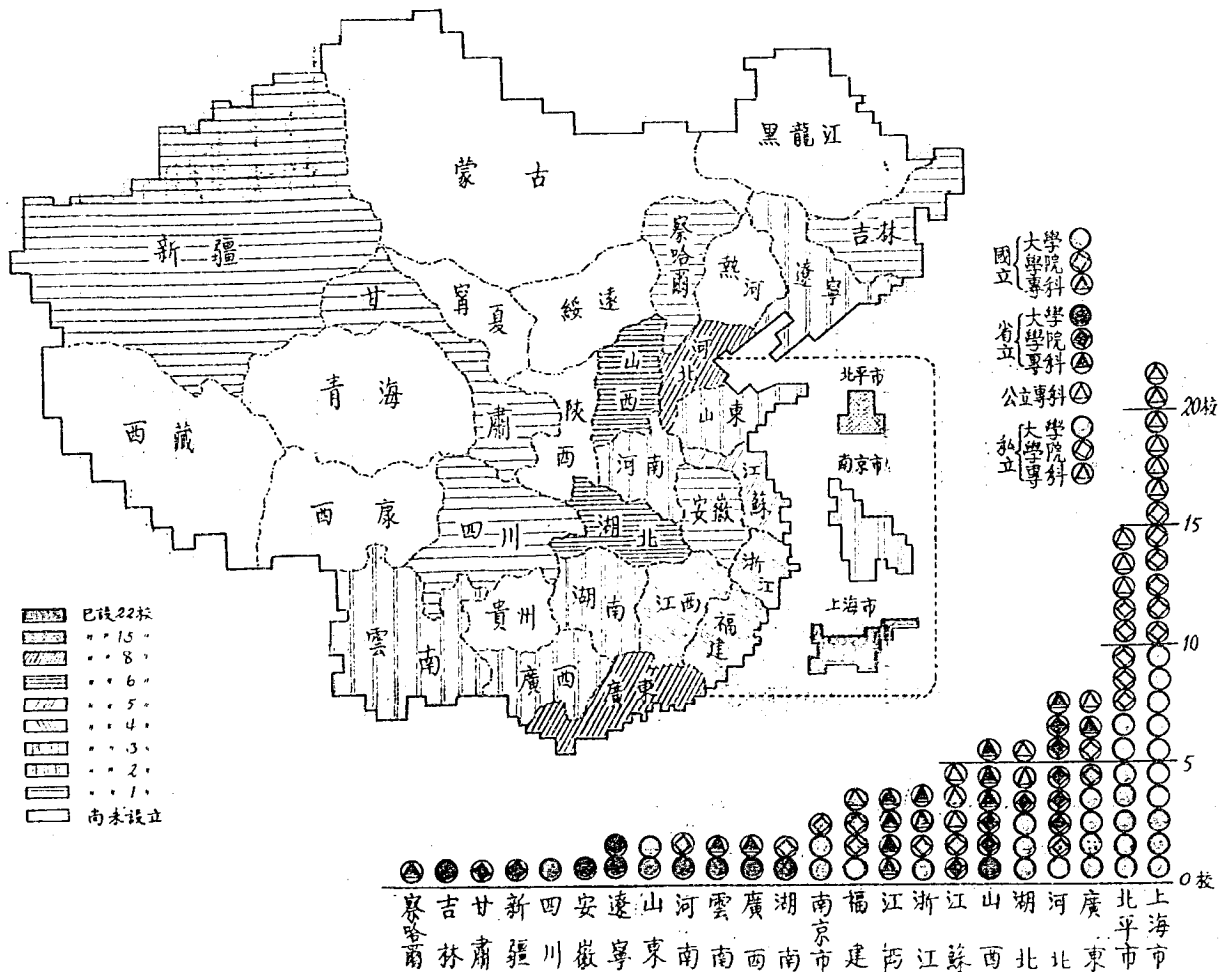 蒙古
黑龍江
新疆
甘肅
寗夏
綏遠
察哈爾
熱河
遼寧
吉林
青海
西藏
西康
陝西
山西
河北
山東
河南
江蘇
安徽
四川
湖北
浙江
雲南
貴州
湖南
江西
福建
廣西
廣東
北平市
南京市
上海市
國立
大學
學院
專科
省立
大學
學院
專科
公立專科
私立
大學
學院
專科
20校
15
10
5
0校
已設22校
〃 〃 15 〃
〃 〃 8 〃
〃 〃 6 〃
〃 〃 5 〃
〃 〃 4 〃
〃 〃 3 〃
〃 〃 2 〃
〃 〃 1 〃
尚未設立
察哈爾
吉林
甘肅
新疆
四川
安徽
遼寧
山東
河南
雲南
廣西
湖南
南京市
福建
江西
浙江
江蘇
山西
湖北
河北
廣東
北平市
上海市